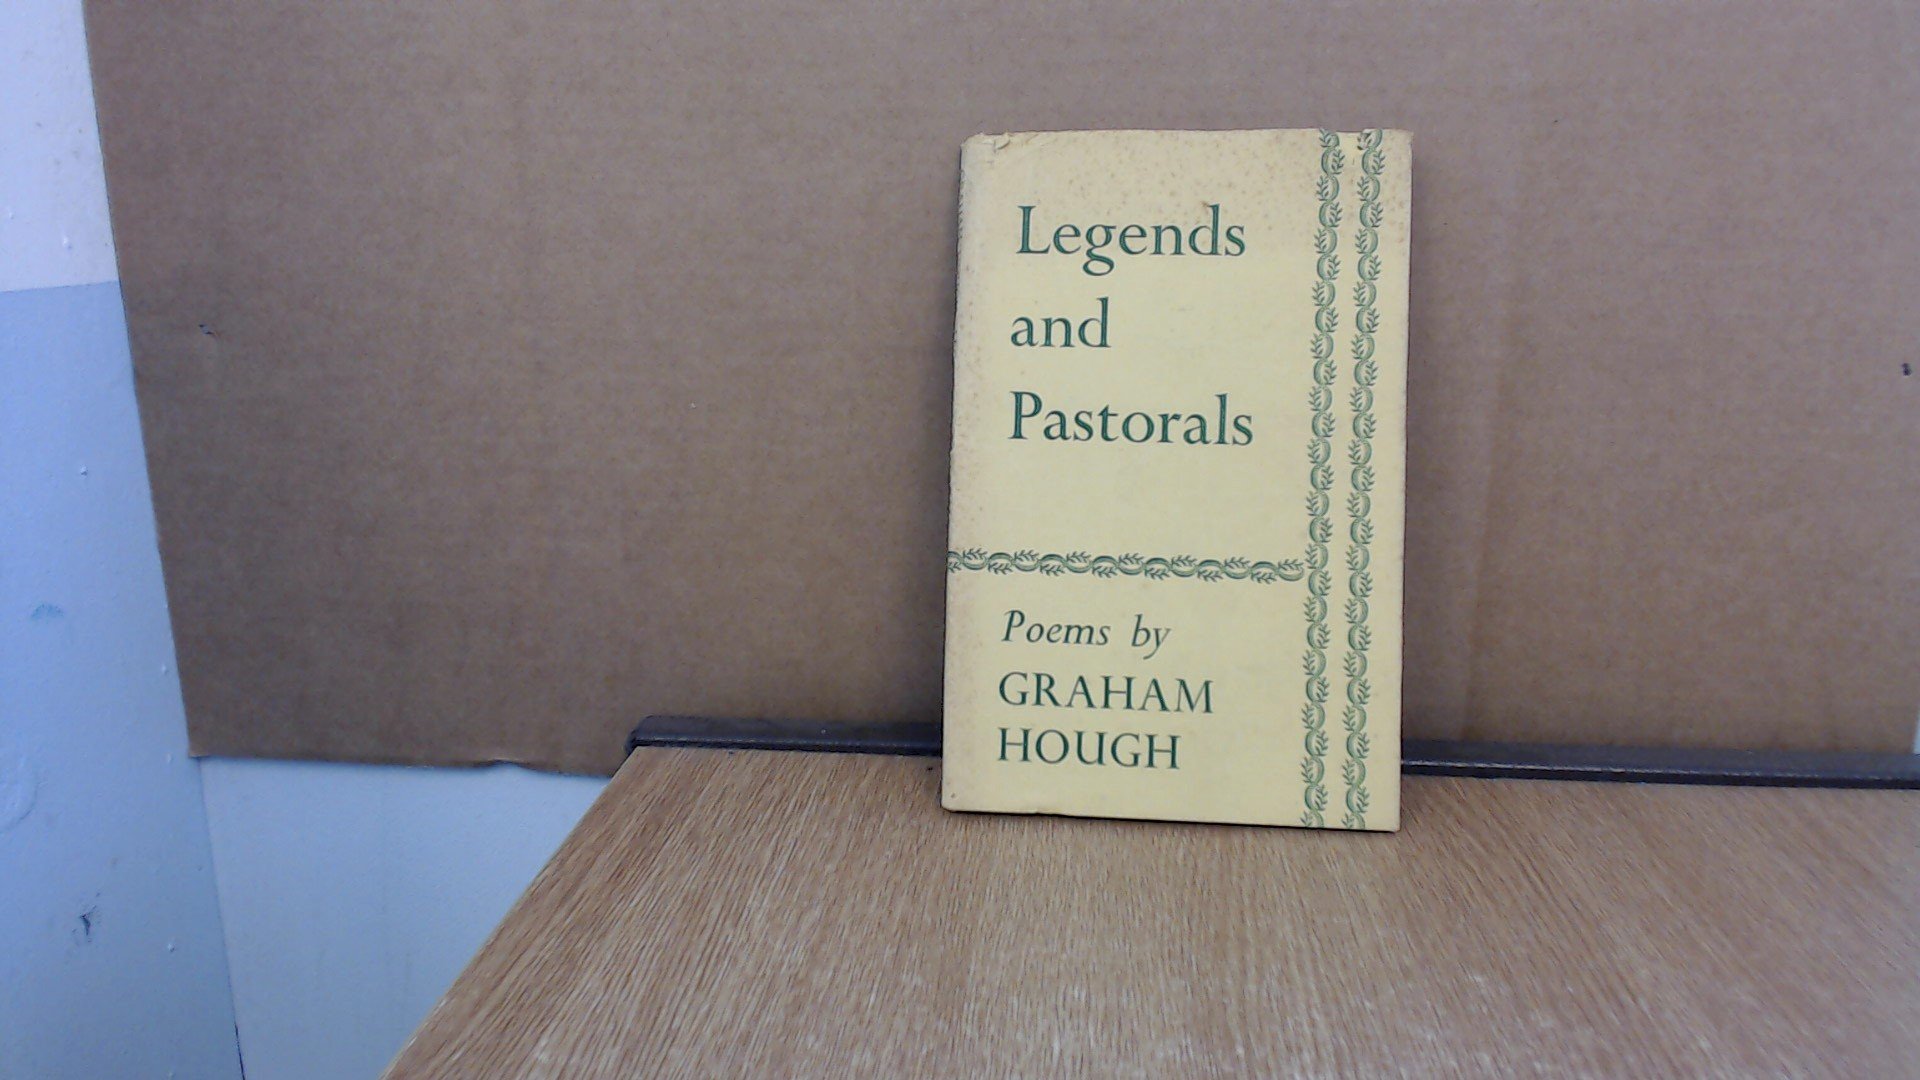 Legends
and
Pastorals
Poems by
GRAHAM
HOUGH